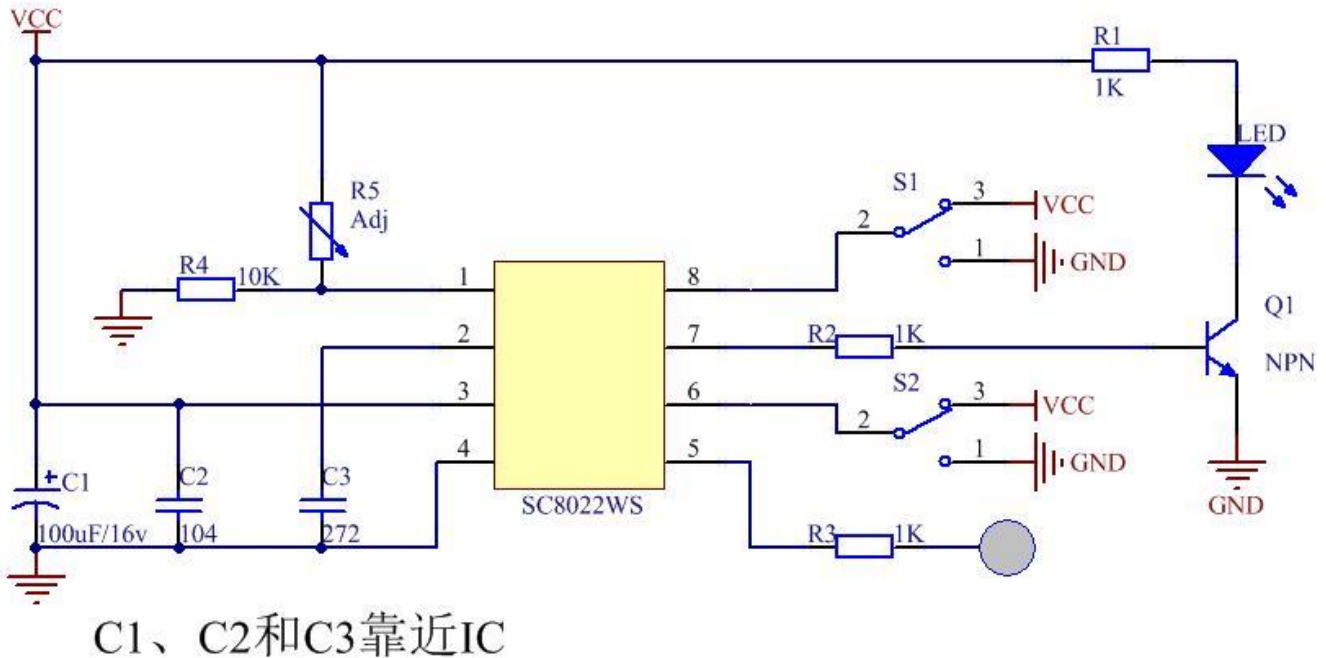 VCC
R1
1K
LED
R5
Adj
S1
3
VCC
2
1
GND
R4
10K
1
8
Q1
2
7
R2
1K
NPN
S2
3
6
3
VCC
2
4
5
1
GND
C1
C2
C3
SC8022WS
GND
100uF/16v
104
272
R3
1K
C1、C2和C3靠近IC